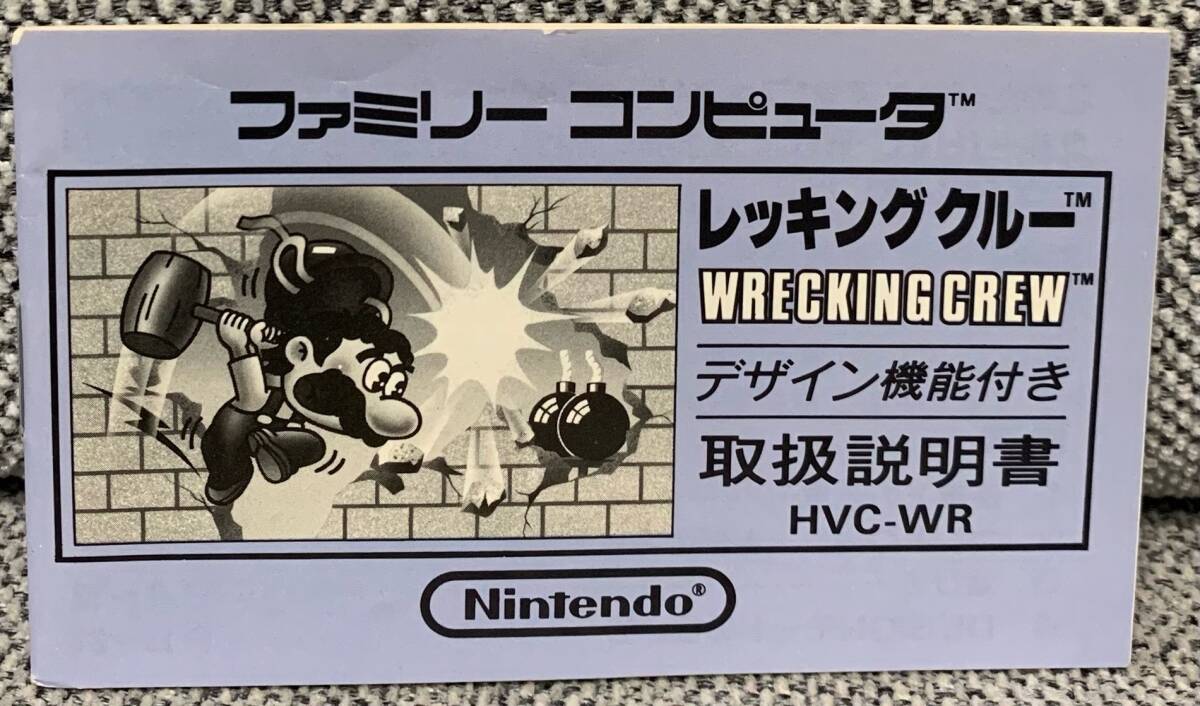 ファミリー コンピュータ™
レッキングクルー™
WRECKING CREW™
デザイン機能付き
取扱説明書
HVC-WR
Nintendo®